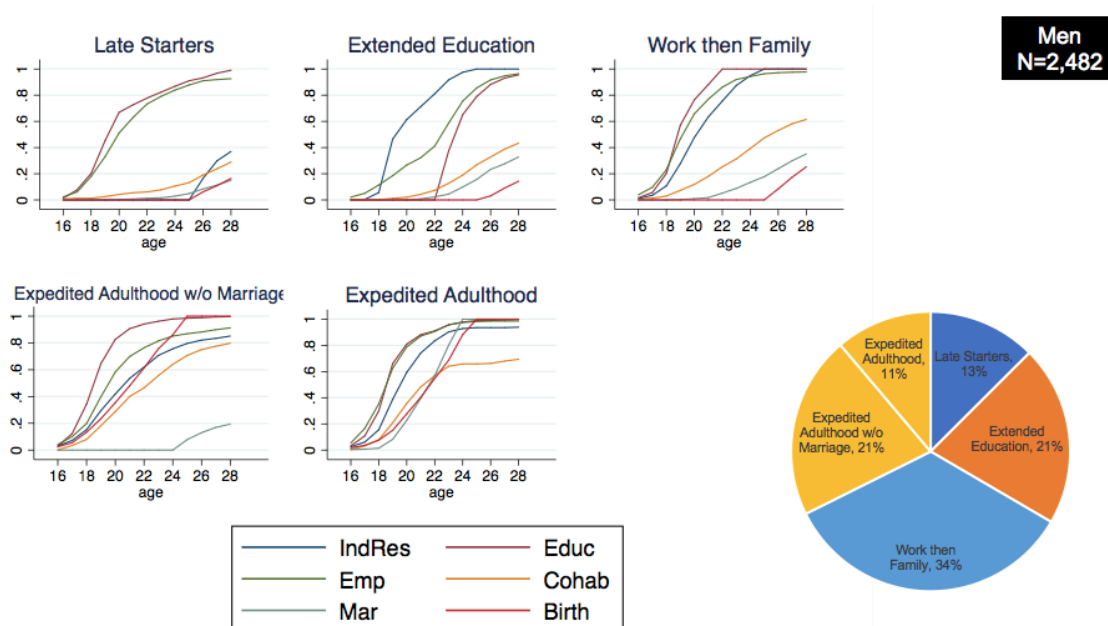 Men
N=2,482
Late Starters
1
.8
.6
.4
.2
0
16 18 20 22 24 26 28
age
Extended Education
1
.8
.6
.4
.2
0
16 18 20 22 24 26 28
age
Work then Family
1
.8
.6
.4
.2
0
16 18 20 22 24 26 28
age
Expedited Adulthood w/o Marriage
1
.8
.6
.4
.2
0
16 18 20 22 24 26 28
age
Expedited Adulthood
1
.8
.6
.4
.2
0
16 18 20 22 24 26 28
age
IndRes
Educ
Emp
Cohab
Mar
Birth
Expedited
Adulthood,
11%
Late Starters,
13%
Expedited
Adulthood w/o
Marriage, 21%
Extended
Education, 21%
Work then
Family, 34%